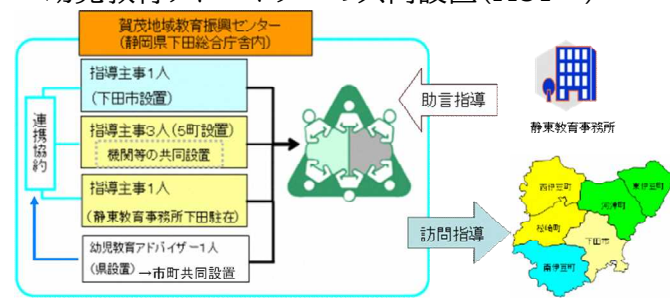 賀茂地域教育振興センター
(静岡県下田総合庁舎内)
指導主事1人
(下田市設置)
指導主事3人(5町設置)
機関等の共同設置
指導主事1人
(静東教育事務所下田駐在)
幼児教育アドバイザー1人
(県設置)→市町共同設置
連携協約
助言指導
静東教育事務所
訪問指導
西伊豆町
東伊豆町
河津町
松崎町
下田市
南伊豆町